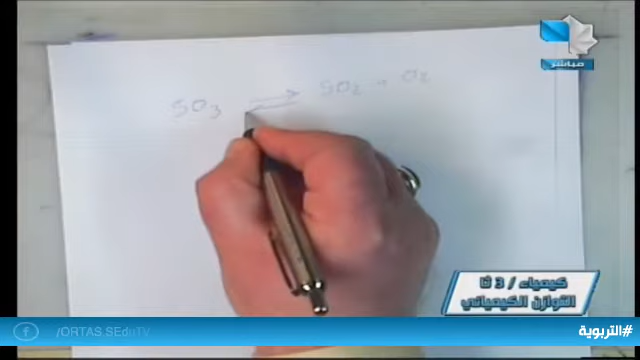 مباشر
SO₃ ⇌ SO₂ + O₂
كيمياء / 3 ثا
التوازن الكيميائي
/ORTAS.SEduTV
#التربوية